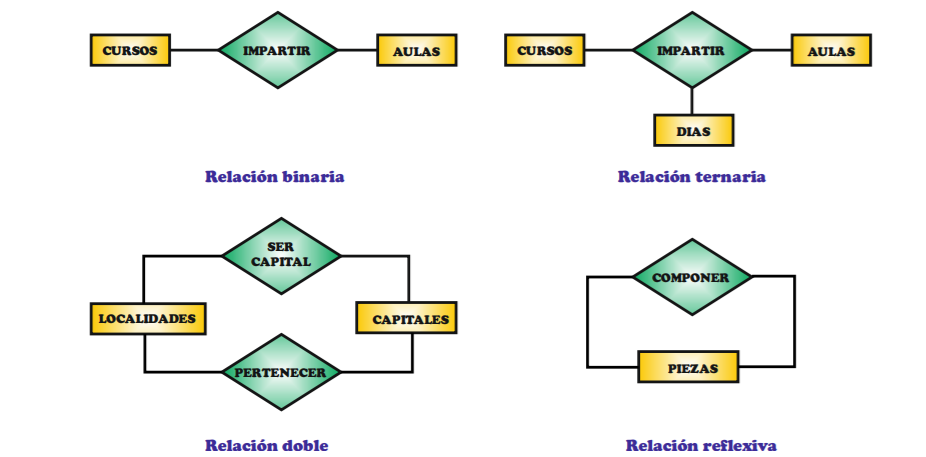 CURSOS
IMPARTIR
AULAS
CURSOS
IMPARTIR
AULAS
DIAS
Relación binaria
Relación ternaria
SER
CAPITAL
LOCALIDADES
CAPITALES
PERTENECER
COMPONER
PIEZAS
Relación doble
Relación reflexiva